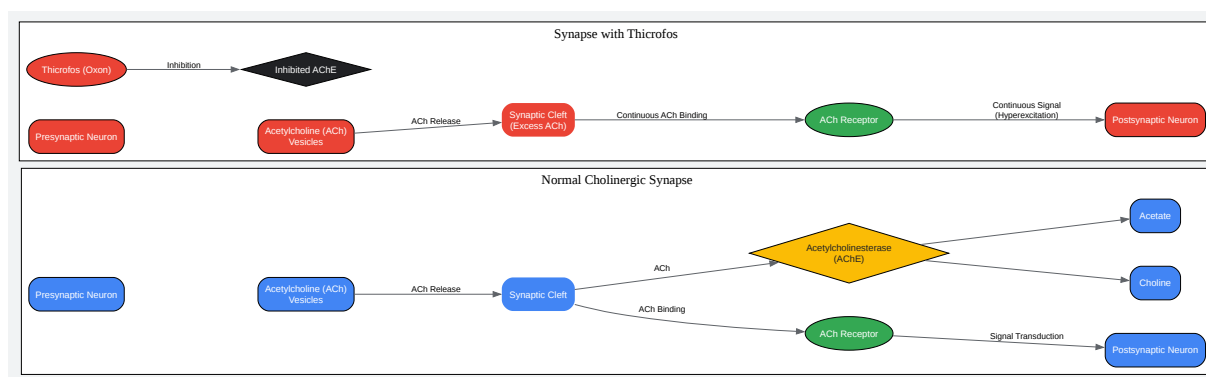 Synapse with Thicrofos
Thicrofos (Oxon)
Inhibition
Inhibited AChE
Presynaptic Neuron
Acetylcholine (ACh)
Vesicles
ACh Release
Synaptic Cleft
(Excess ACh)
Continuous ACh Binding
ACh Receptor
Continuous Signal
(Hyperexcitation)
Postsynaptic Neuron
Normal Cholinergic Synapse
Presynaptic Neuron
Acetylcholine (ACh)
Vesicles
ACh Release
Synaptic Cleft
ACh
Acetylcholinesterase
(AChE)
Acetate
Choline
ACh Binding
ACh Receptor
Signal Transduction
Postsynaptic Neuron